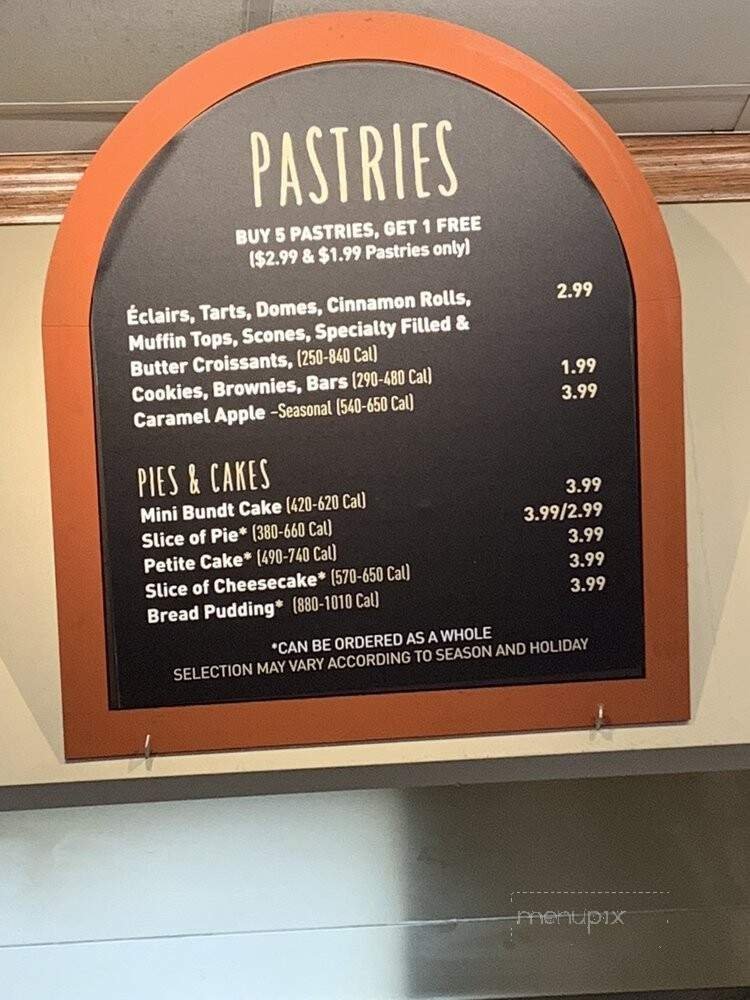 PASTRIES
BUY 5 PASTRIES, GET 1 FREE
($2.99 & $1.99 Pastries only)
Éclairs, Tarts, Domes, Cinnamon Rolls, 2.99
Muffin Tops, Scones, Specialty Filled &
Butter Croissants, (250-840 Cal)
Cookies, Brownies, Bars (290-480 Cal) 1.99
Caramel Apple -Seasonal (540-650 Cal) 3.99
PIES & CAKES
Mini Bundt Cake (420-620 Cal) 3.99
Slice of Pie* (380-660 Cal) 3.99/2.99
Petite Cake* (490-740 Cal) 3.99
Slice of Cheesecake* (570-650 Cal) 3.99
Bread Pudding* (880-1010 Cal) 3.99
*CAN BE ORDERED AS A WHOLE
SELECTION MAY VARY ACCORDING TO SEASON AND HOLIDAY
menupix